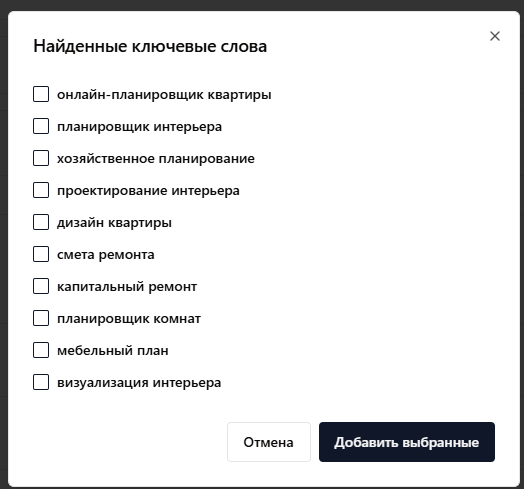 Найденные ключевые слова
онлайн-планировщик квартиры
планировщик интерьера
хозяйственное планирование
проектирование интерьера
дизайн квартиры
смета ремонта
капитальный ремонт
планировщик комнат
мебельный план
визуализация интерьера
Отмена
Добавить выбранные